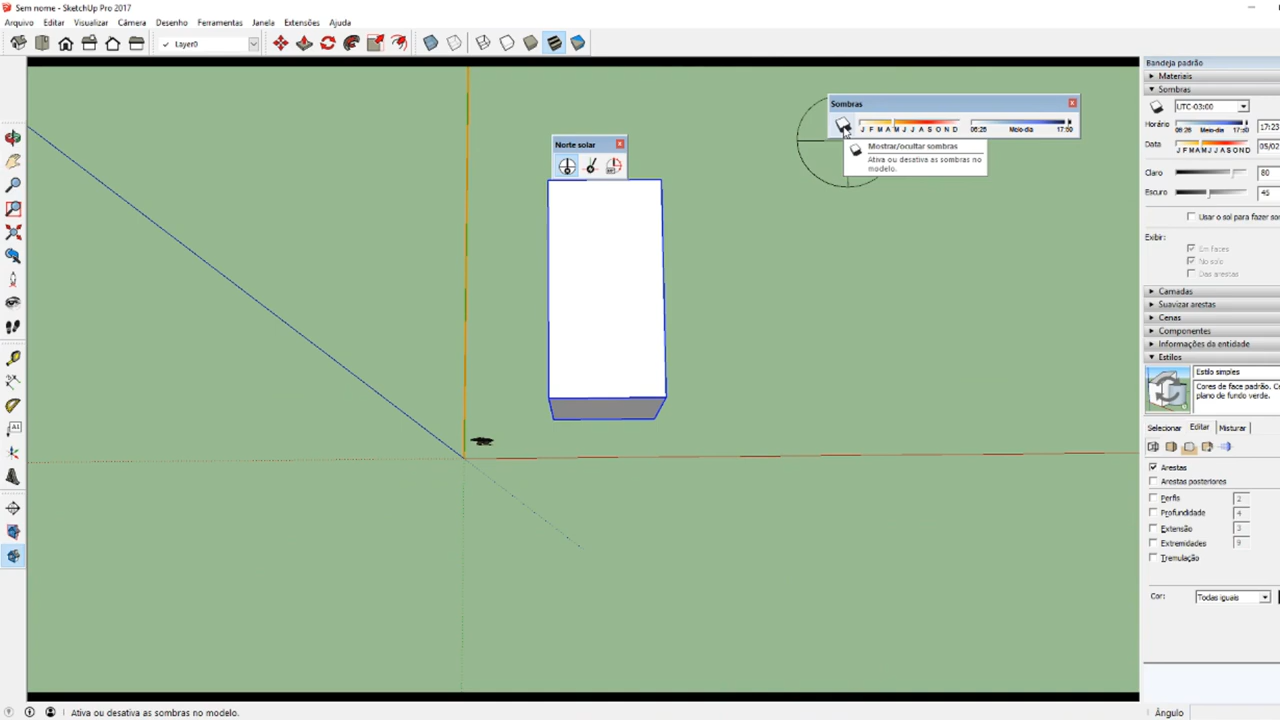 Sem nome - SketchUp Pro 2017
Arquivo Editar Visualizar Câmera Desenho Ferramentas Janela Extensões Ajuda
Layer0
Norte solar
Sombras
J F M A M J J A S O N D
06:26 Meio-dia 17:50
Mostrar/ocultar sombras
Ativa ou desativa as sombras no
modelo.
Bandeja padrão
Materiais
Sombras
UTC-03:00
Horário
06:26 Meio-dia 17:50
17:23
Data
J F M A M J J A S O N D
05/02
Claro
80
Escuro
45
Usar o sol para fazer so
Exibir:
Em faces
No solo
Das arestas
Camadas
Suavizar arestas
Cenas
Componentes
Informações da entidade
Estilos
Estilo simples
Cores de face padrão. C
plano de fundo verde.
Selecionar Editar Misturar
Arestas
Arestas posteriores
Perfis 2
Profundidade 4
Extensão 3
Extremidades 9
Tremulação
Cor: Todas iguais
Ativa ou desativa as sombras no modelo.
Ângulo